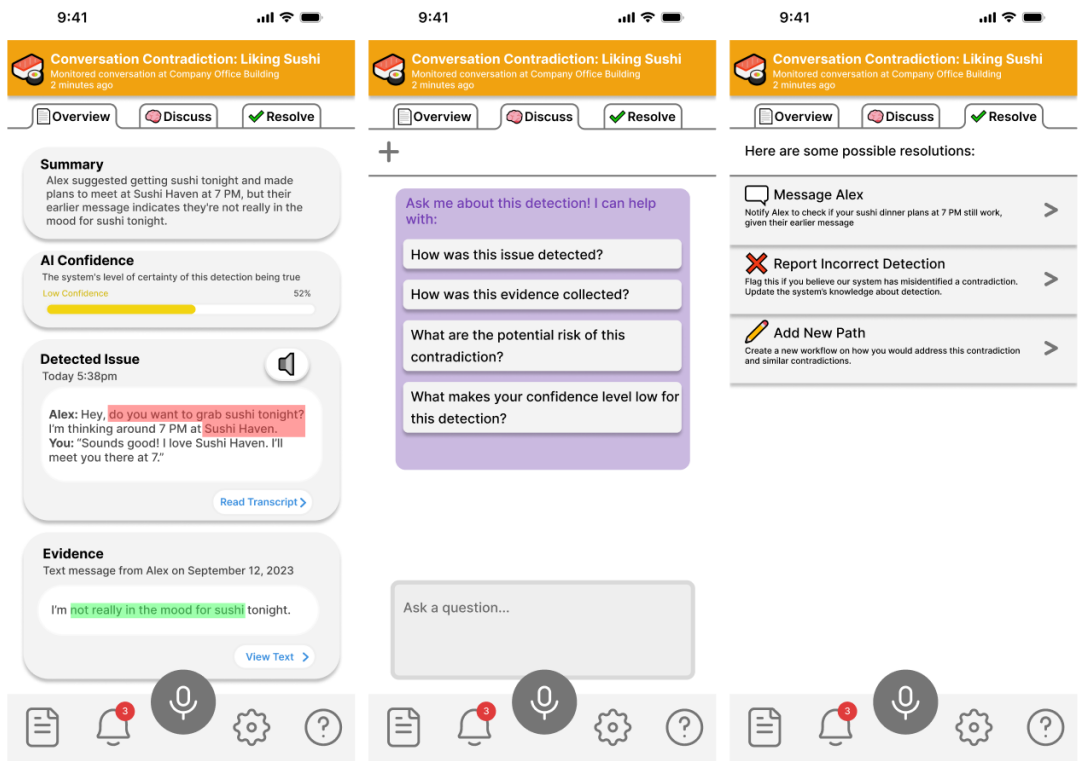 9:41
Conversation Contradiction: Liking Sushi
Monitored conversation at Company Office Building
2 minutes ago
Overview
Discuss
Resolve
Summary
Alex suggested getting sushi tonight and made
plans to meet at Sushi Haven at 7 PM, but their
earlier message indicates they're not really in the
mood for sushi tonight.
AI Confidence
The system's level of certainty of this detection being true
Low Confidence
52%
Detected Issue
Today 5:38pm
Alex: Hey, do you want to grab sushi tonight?
I'm thinking around 7 PM at Sushi Haven.
You: “Sounds good! I love Sushi Haven. I'll
meet you there at 7.”
Read Transcript
Evidence
Text message from Alex on September 12, 2023
I'm not really in the mood for sushi tonight.
View Text
3
9:41
Conversation Contradiction: Liking Sushi
Monitored conversation at Company Office Building
2 minutes ago
Overview
Discuss
Resolve
Ask me about this detection! I can help
with:
How was this issue detected?
How was this evidence collected?
What are the potential risk of this
contradiction?
What makes your confidence level low for
this detection?
Ask a question...
3
9:41
Conversation Contradiction: Liking Sushi
Monitored conversation at Company Office Building
2 minutes ago
Overview
Discuss
Resolve
Here are some possible resolutions:
Message Alex
Notify Alex to check if your sushi dinner plans at 7 PM still work,
given their earlier message
Report Incorrect Detection
Flag this if you believe our system has misidentified a contradiction.
Update the system's knowledge about detection.
Add New Path
Create a new workflow on how you would address this contradiction
and similar contradictions.
3